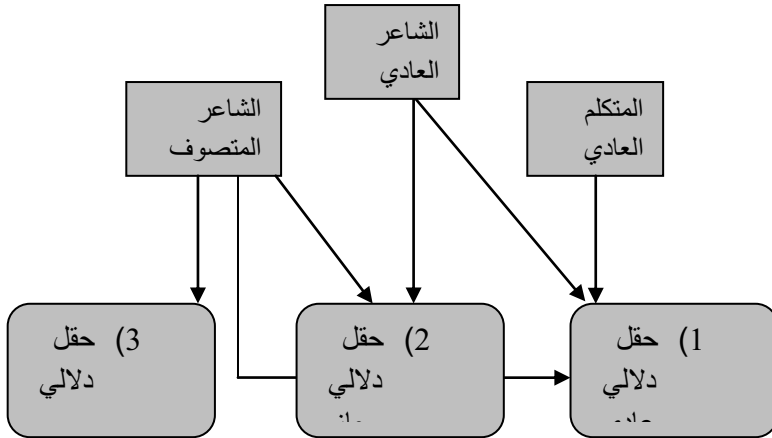 الشاعر
العادي
المتكلم
العادي
الشاعر
المتصوف
1) حقل
دلالي
2) حقل
دلالي
3) حقل
دلالي